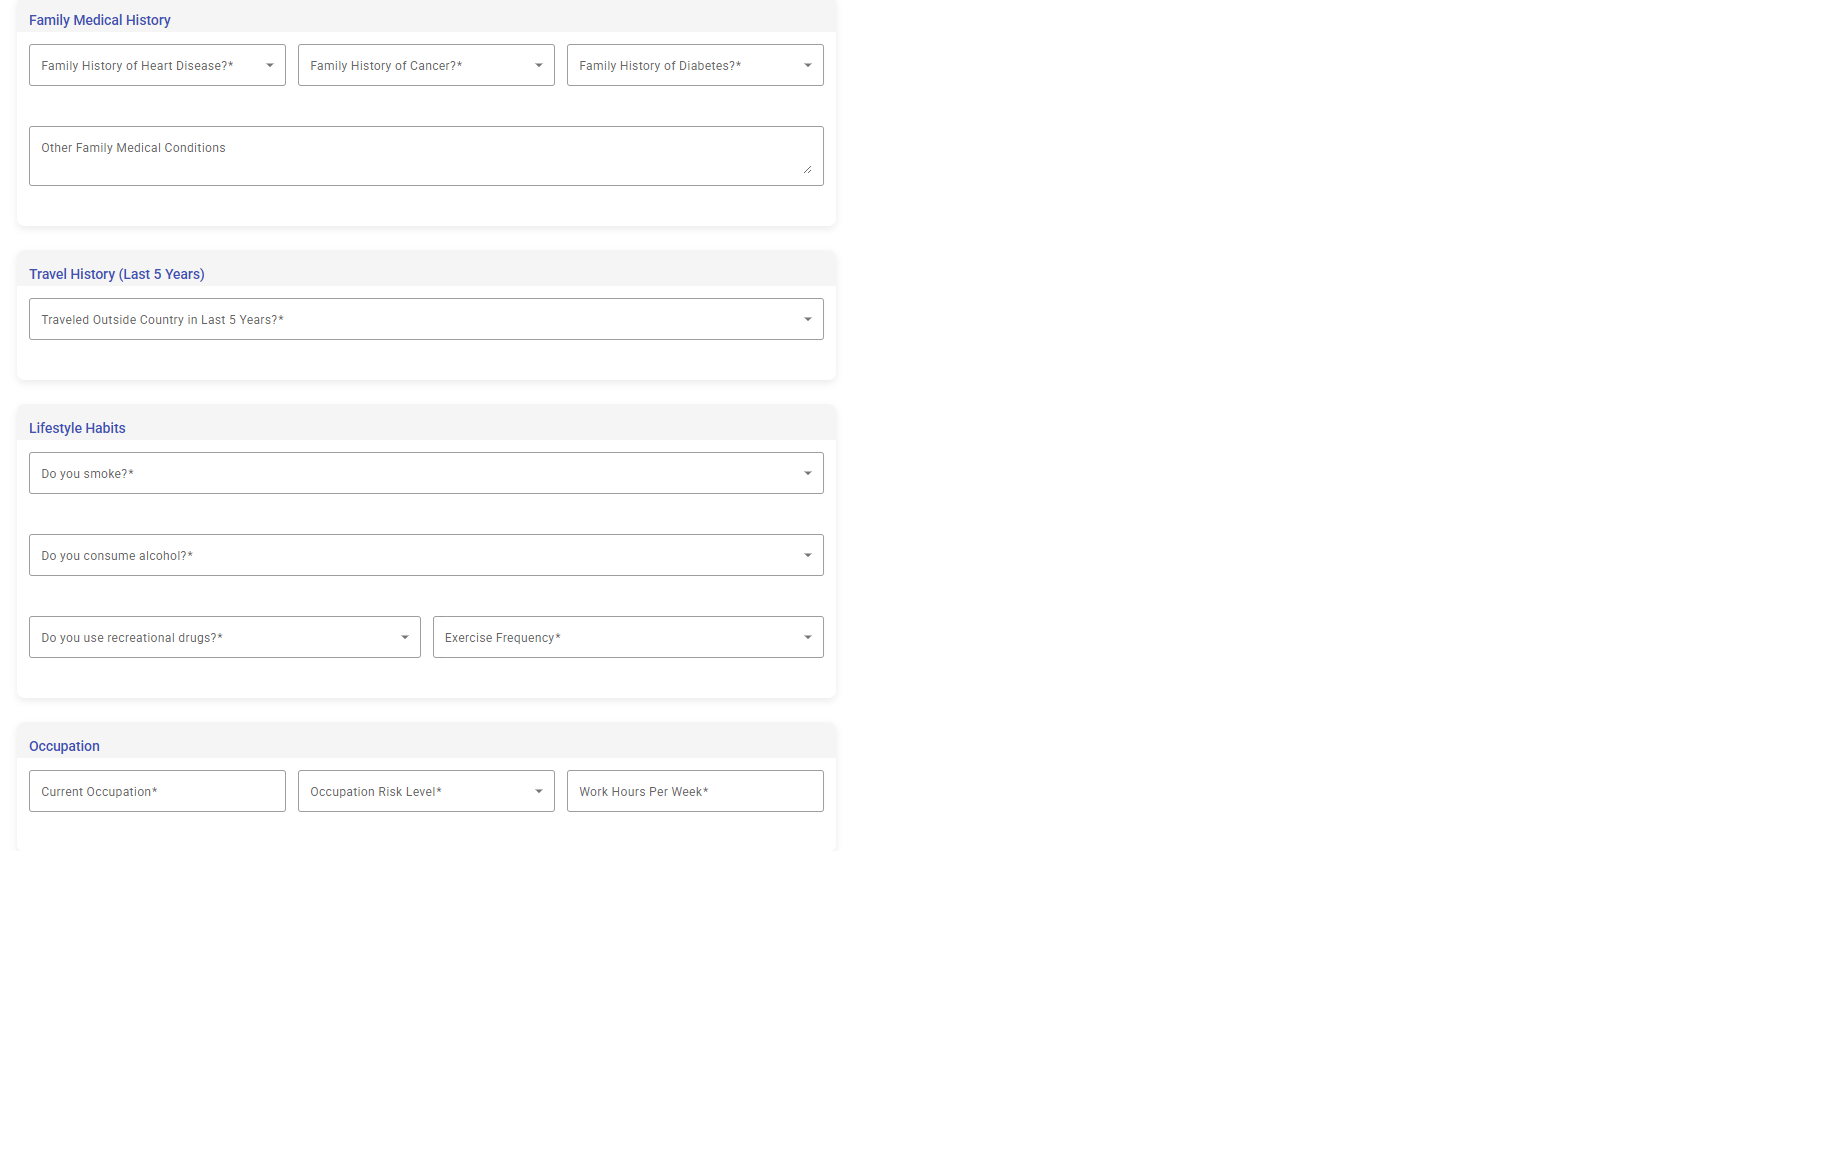 Family Medical History
Family History of Heart Disease?*
Family History of Cancer?*
Family History of Diabetes?*
Other Family Medical Conditions
Travel History (Last 5 Years)
Traveled Outside Country in Last 5 Years?*
Lifestyle Habits
Do you smoke?*
Do you consume alcohol?*
Do you use recreational drugs?*
Exercise Frequency*
Occupation
Current Occupation*
Occupation Risk Level*
Work Hours Per Week*